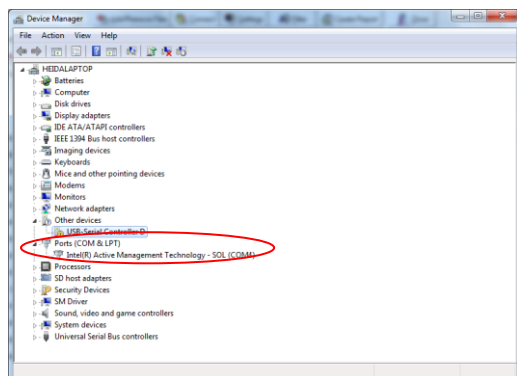 Device Manager
File Action View Help
HEIDALAPTOP
Batteries
Computer
Disk drives
Display adapters
IDE ATA/ATAPI controllers
IEEE 1394 Bus host controllers
Imaging devices
Keyboards
Mice and other pointing devices
Modems
Monitors
Network adapters
Other devices
USB-Serial Controller D
Ports (COM & LPT)
Intel(R) Active Management Technology - SOL (COM4)
Processors
SD host adapters
Security Devices
SM Driver
Sound, video and game controllers
System devices
Universal Serial Bus controllers